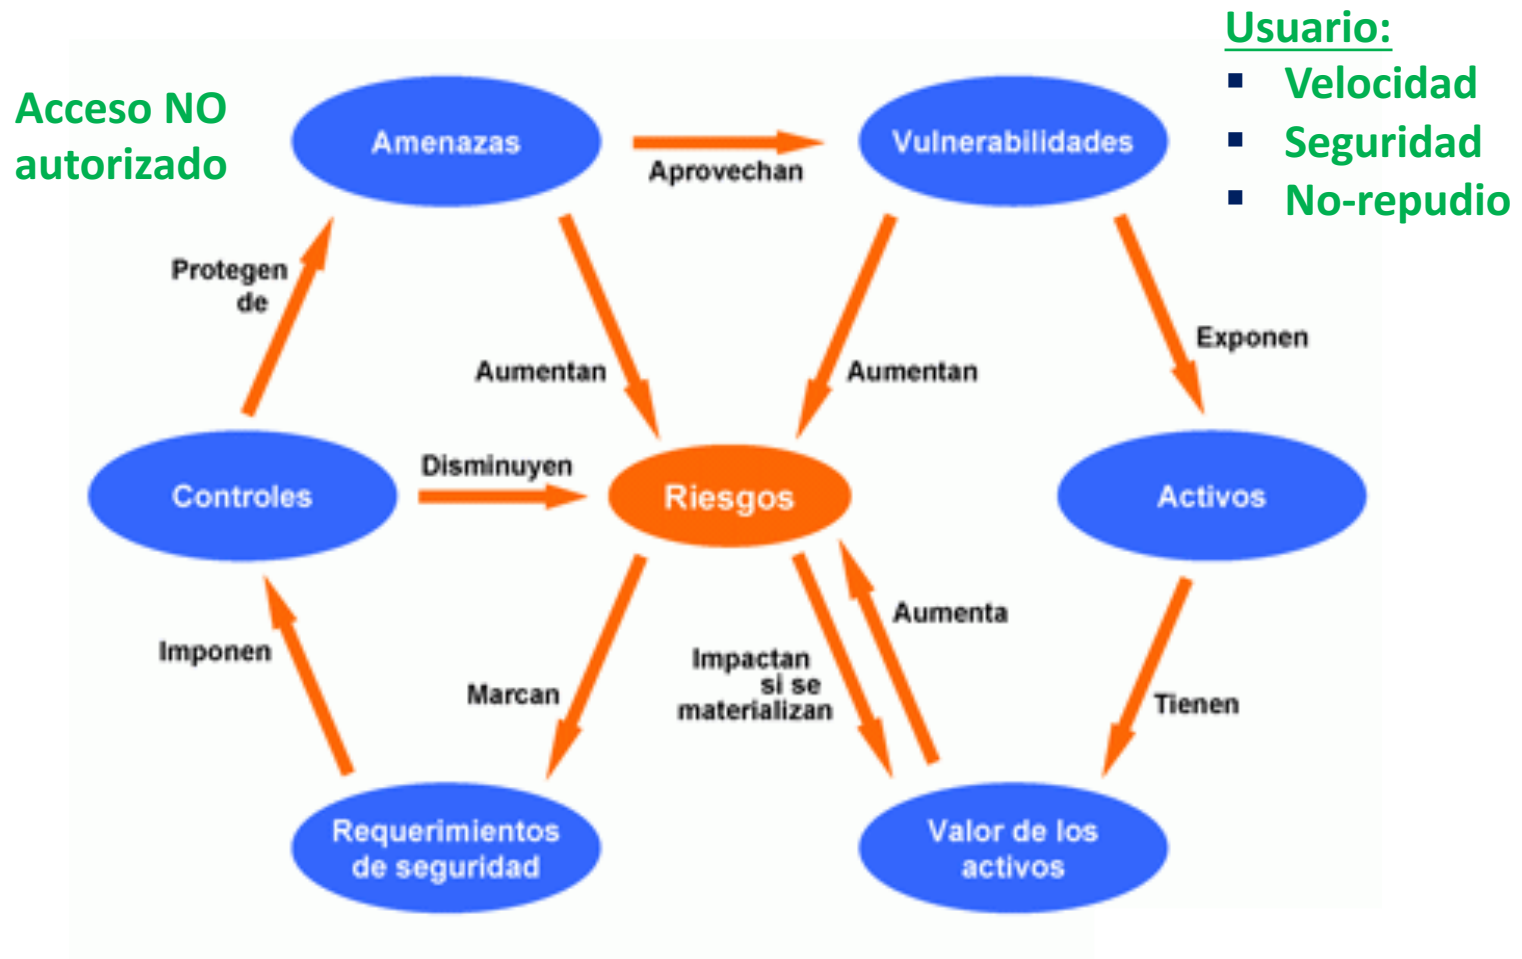 Usuario:
▪ Velocidad
▪ Seguridad
▪ No-repudio
Acceso NO
autorizado
Amenazas
Aprovechan
Vulnerabilidades
Protegen
de
Aumentan
Aumentan
Exponen
Controles
Disminuyen
Riesgos
Activos
Imponen
Marcan
Impactan
si se
materializan
Aumenta
Tienen
Requerimientos
de seguridad
Valor de los
activos